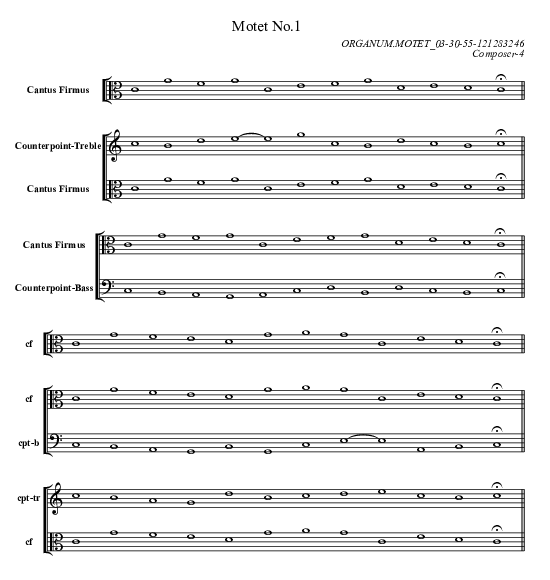 Motet No.1
ORGANUM.MOTET_03-30-55-121283246
Composer-4
Cantus Firmus
Counterpoint-Treble
Cantus Firmus
Cantus Firmus
Counterpoint-Bass
cf
cf
cpt-b
cpt-tr
cf